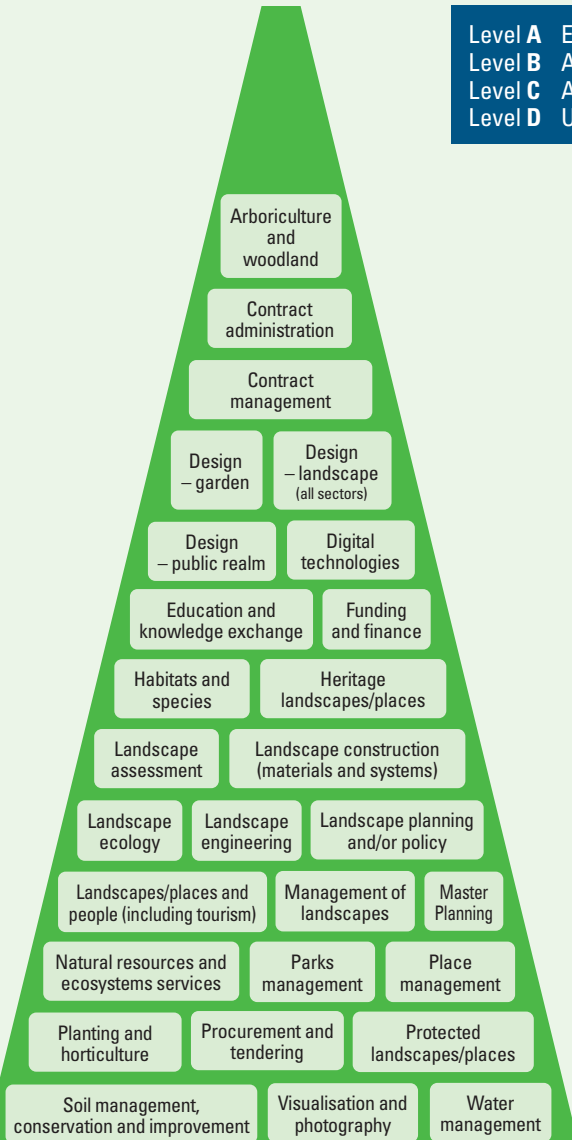 Level A E
Level B A
Level C A
Level D U
Arboriculture
and
woodland
Contract
administration
Contract
management
Design
– garden
Design
– landscape
(all sectors)
Design
– public realm
Digital
technologies
Education and
knowledge exchange
Funding
and finance
Habitats and
species
Heritage
landscapes/places
Landscape
assessment
Landscape construction
(materials and systems)
Landscape
ecology
Landscape
engineering
Landscape planning
and/or policy
Landscapes/places and
people (including tourism)
Management of
landscapes
Master
Planning
Natural resources and
ecosystems services
Parks
management
Place
management
Planting and
horticulture
Procurement and
tendering
Protected
landscapes/places
Soil management,
conservation and improvement
Visualisation and
photography
Water
management